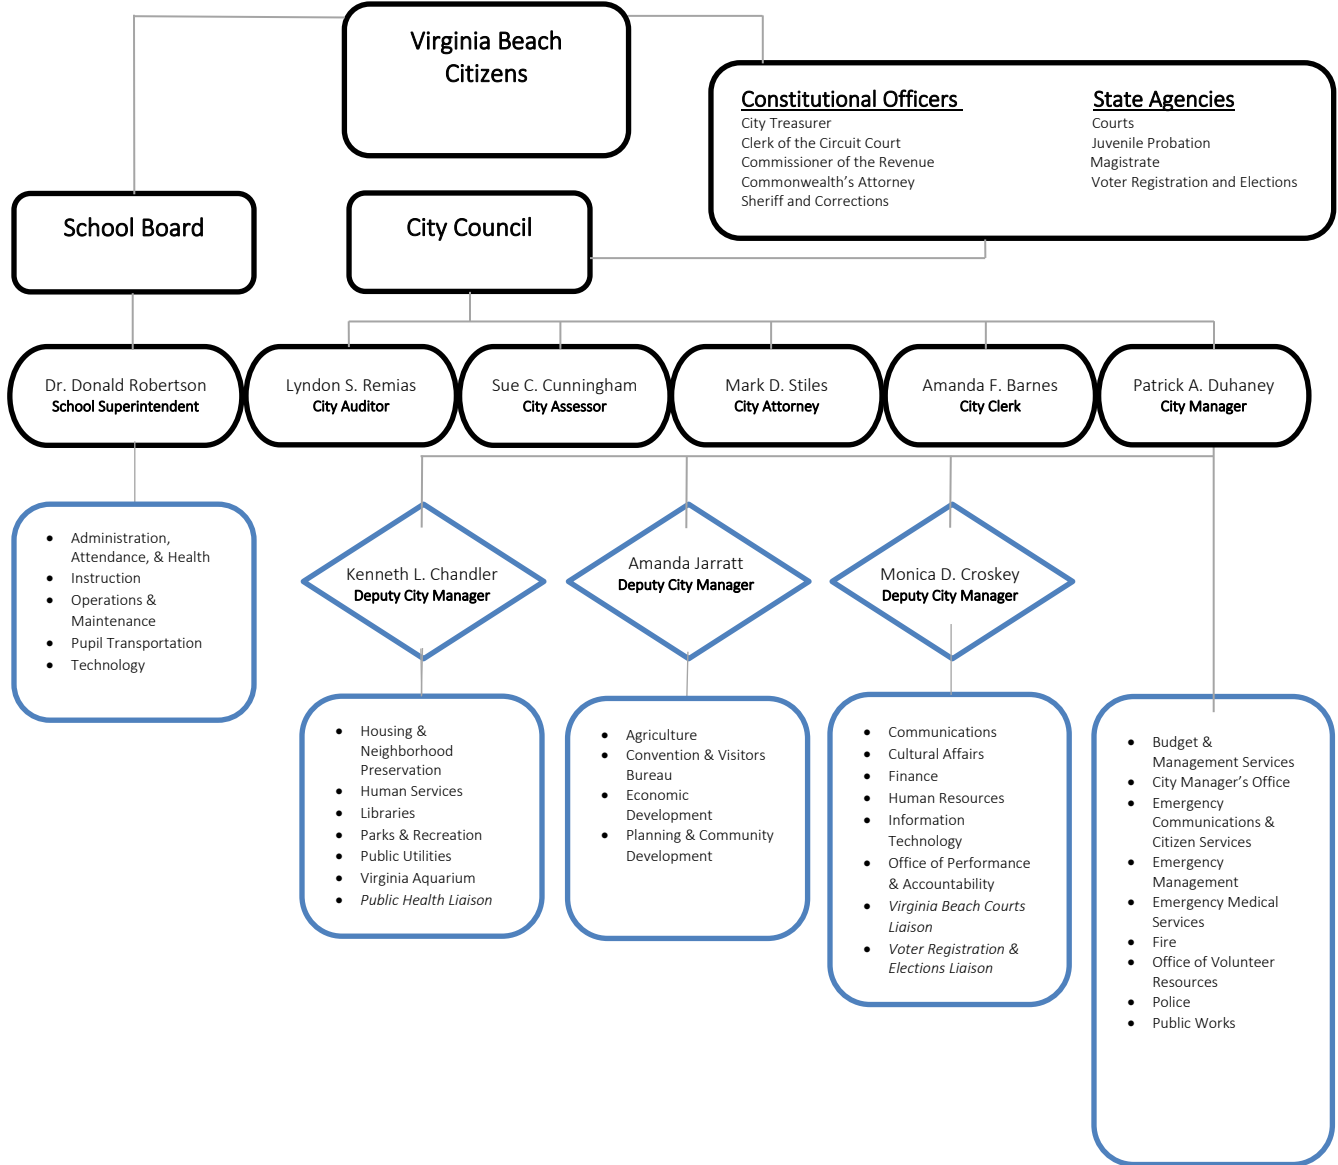 Virginia Beach
Citizens
Constitutional Officers
City Treasurer
Clerk of the Circuit Court
Commissioner of the Revenue
Commonwealth’s Attorney
Sheriff and Corrections
State Agencies
Courts
Juvenile Probation
Magistrate
Voter Registration and Elections
School Board
City Council
Dr. Donald Robertson
School Superintendent
Lyndon S. Remias
City Auditor
Sue C. Cunningham
City Assessor
Mark D. Stiles
City Attorney
Amanda F. Barnes
City Clerk
Patrick A. Duhaney
City Manager
• Administration,
Attendance, & Health
• Instruction
• Operations &
Maintenance
• Pupil Transportation
• Technology
Kenneth L. Chandler
Deputy City Manager
Amanda Jarratt
Deputy City Manager
Monica D. Croskey
Deputy City Manager
• Housing &
Neighborhood
Preservation
• Human Services
• Libraries
• Parks & Recreation
• Public Utilities
• Virginia Aquarium
• Public Health Liaison
• Agriculture
• Convention & Visitors
Bureau
• Economic
Development
• Planning & Community
Development
• Communications
• Cultural Affairs
• Finance
• Human Resources
• Information
Technology
• Office of Performance
& Accountability
• Virginia Beach Courts
Liaison
• Voter Registration &
Elections Liaison
• Budget &
Management Services
• City Manager’s Office
• Emergency
Communications &
Citizen Services
• Emergency
Management
• Emergency Medical
Services
• Fire
• Office of Volunteer
Resources
• Police
• Public Works